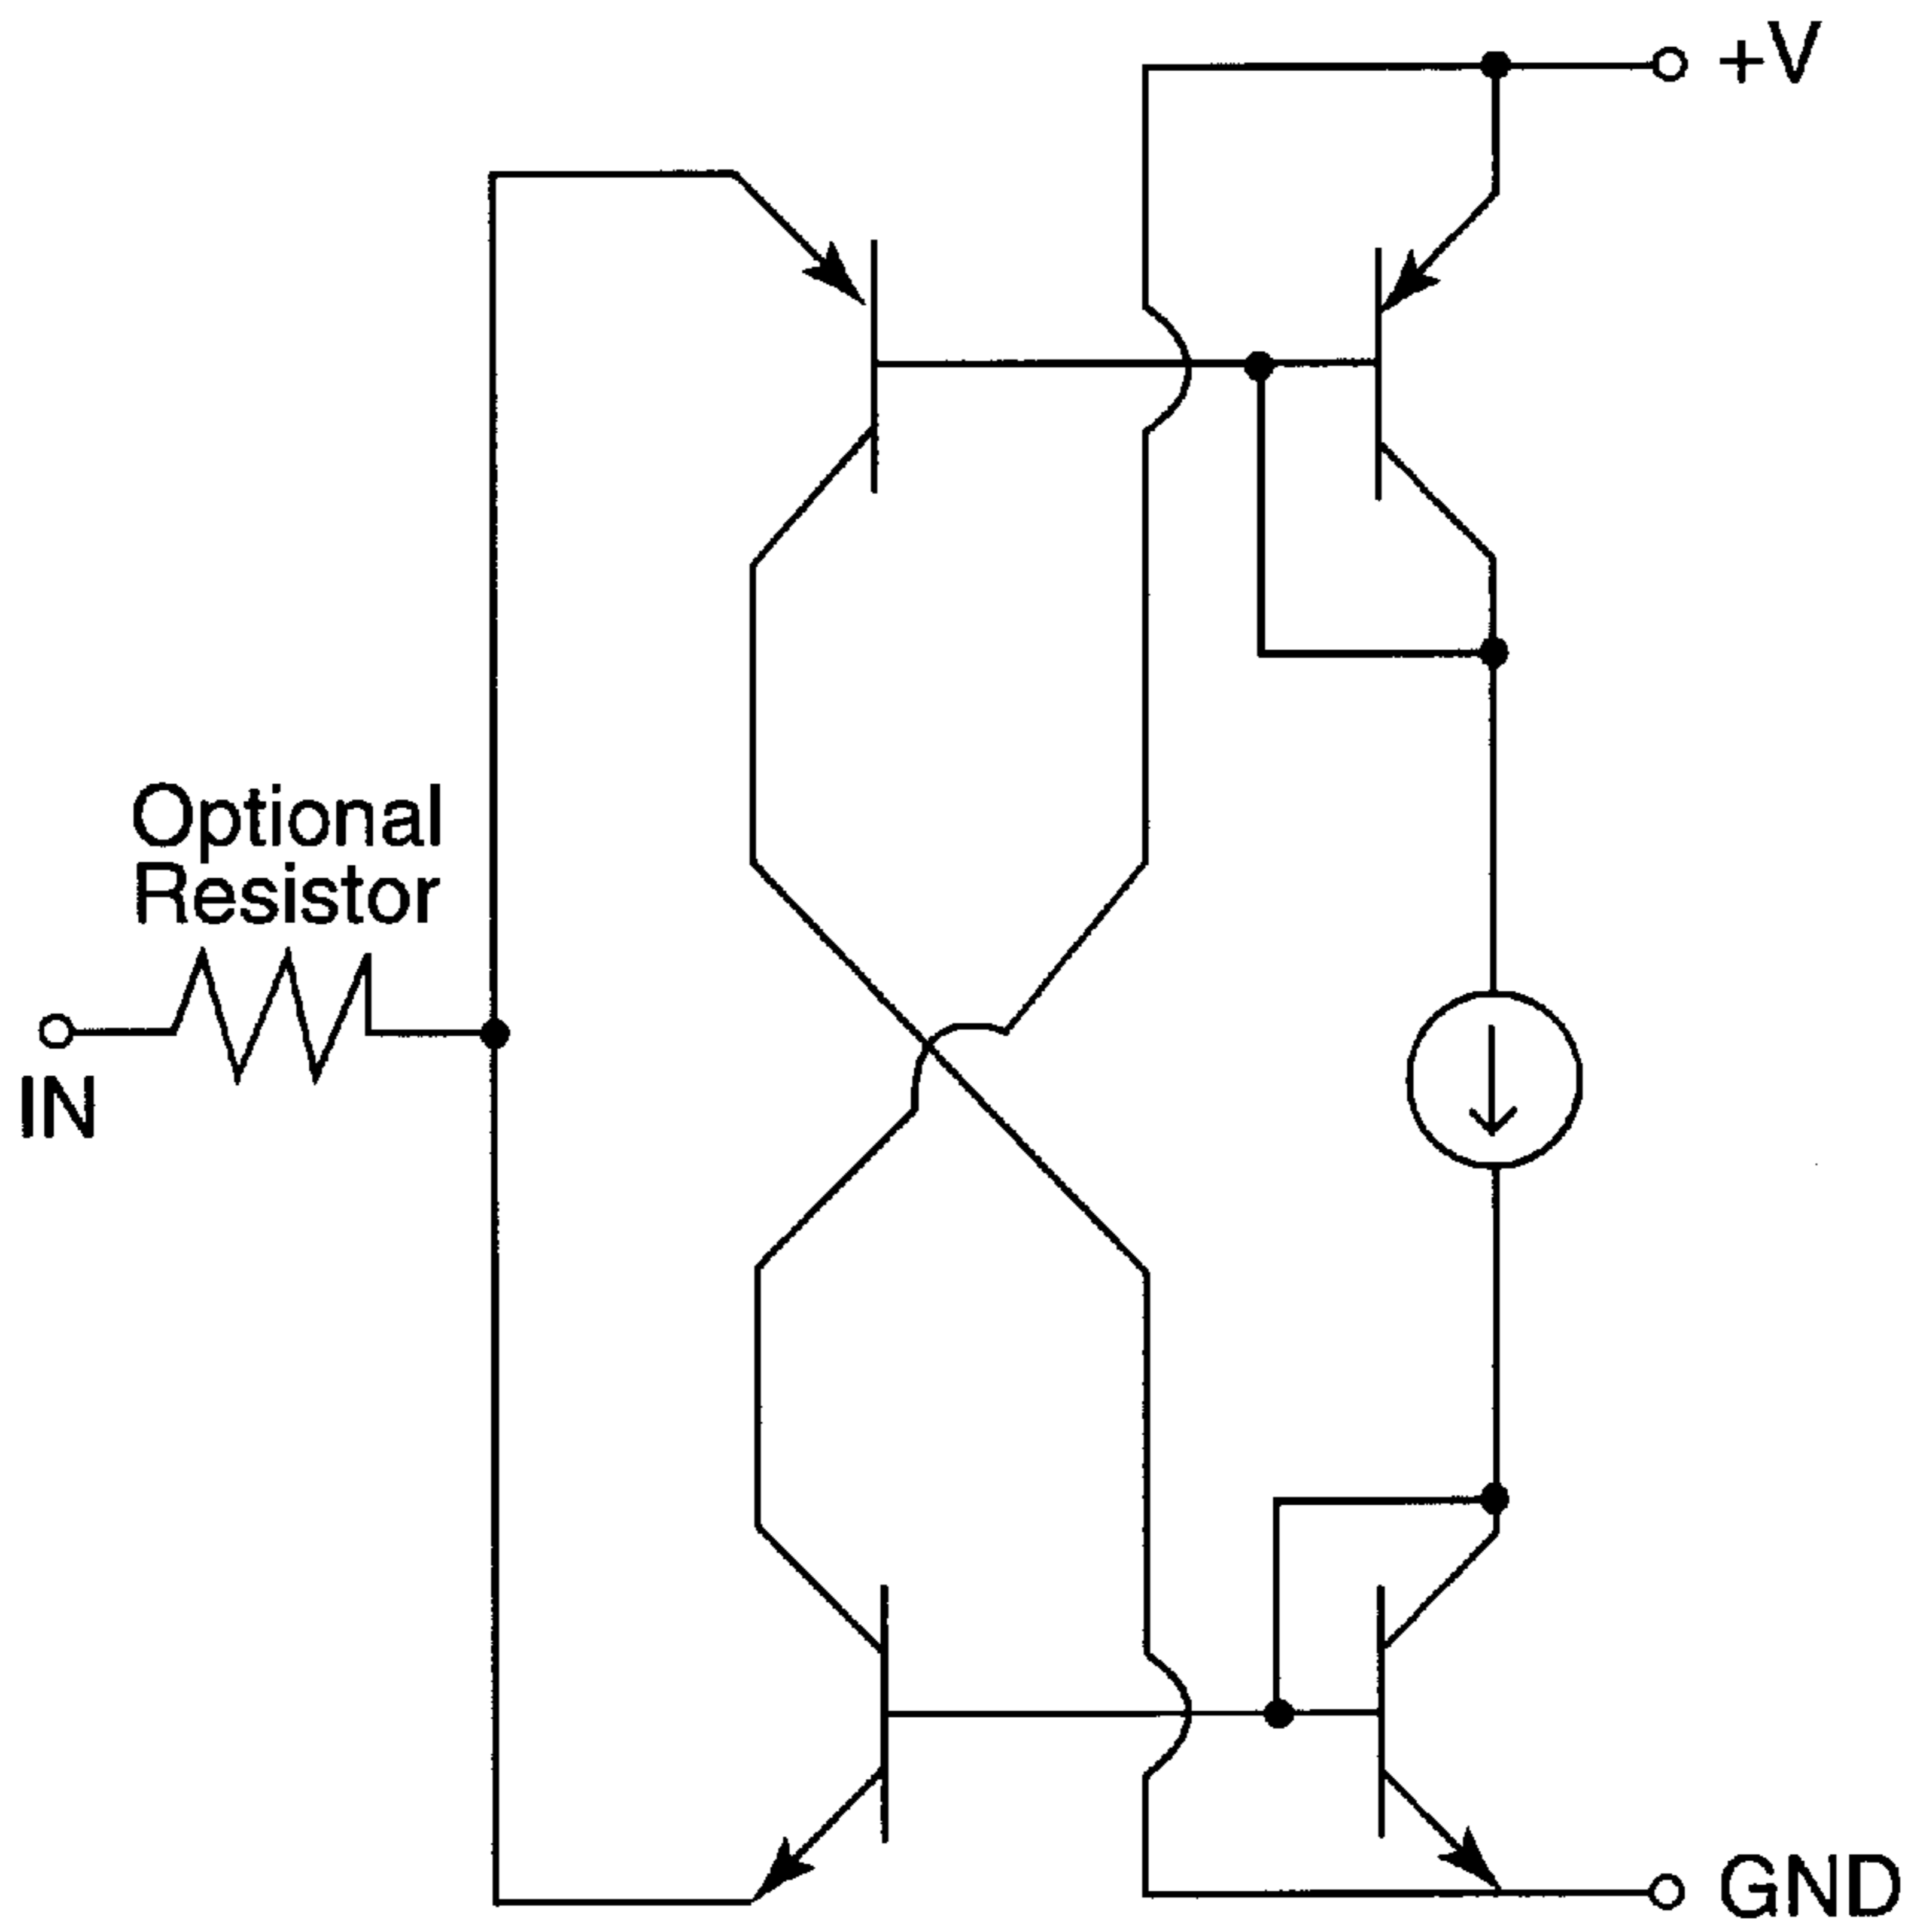 +V
Optional
Resistor
IN
GND